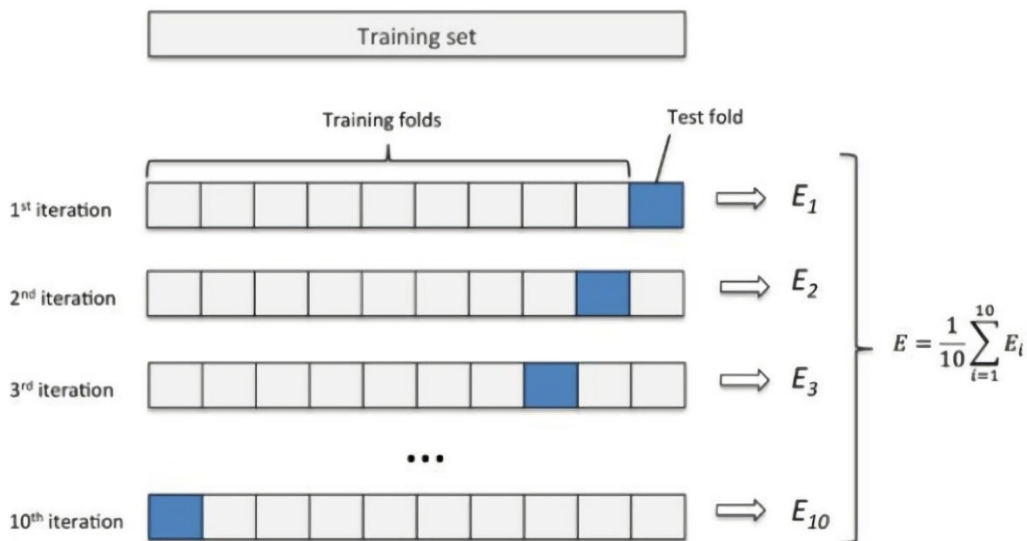 Training set
Training folds
Test fold
1st iteration
E1
2nd iteration
E2
E = 1/10 ∑_{i=1}^{10} E_i
3rd iteration
E3
...
10th iteration
E10